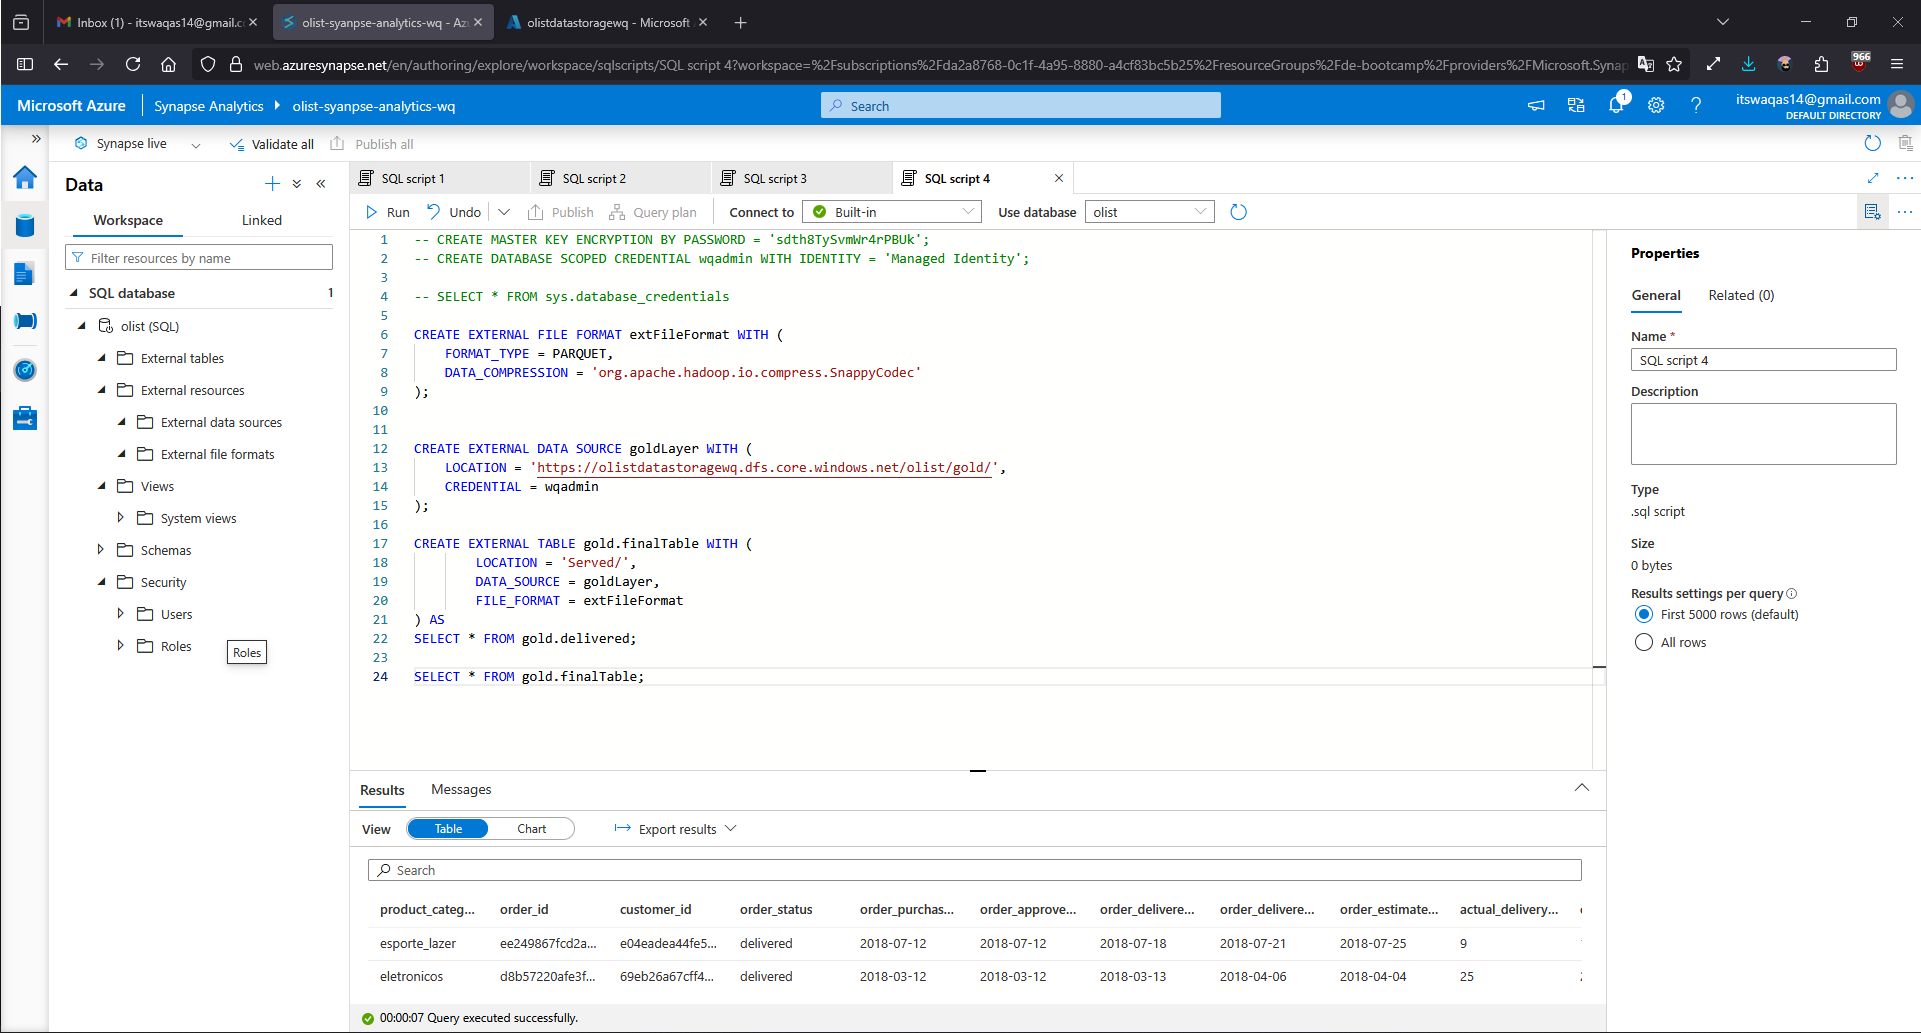 Inbox (1) - itswaqas14@gmail.c
olist-syanpse-analytics-wq - Az
olistdatastoragewq - Microsoft
web.azuresynapse.net/en/authoring/explore/workspace/sqlscripts/SQL script 4?workspace=%2Fsubscriptions%2Fda2a8768-0c1f-4a95-8880-a4cf83bc5b25%2FresourceGroups%2Fde-bootcamp%2Fproviders%2FMicrosoft.Synap
966
Microsoft Azure
Synapse Analytics
olist-syanpse-analytics-wq
Search
1
itswaqas14@gmail.com
DEFAULT DIRECTORY
Synapse live
Validate all
Publish all
Data
Workspace
Linked
Filter resources by name
SQL database 1
olist (SQL)
External tables
External resources
External data sources
External file formats
Views
System views
Schemas
Security
Users
Roles
Roles
SQL script 1
SQL script 2
SQL script 3
SQL script 4
Run
Undo
Publish
Query plan
Connect to
Built-in
Use database
olist
1 -- CREATE MASTER KEY ENCRYPTION BY PASSWORD = 'sdth8TySvmWr4rPBUk';
2 -- CREATE DATABASE SCOPED CREDENTIAL wqadmin WITH IDENTITY = 'Managed Identity';
3
4 -- SELECT * FROM sys.database_credentials
5
6 CREATE EXTERNAL FILE FORMAT extFileFormat WITH (
7 FORMAT_TYPE = PARQUET,
8 DATA_COMPRESSION = 'org.apache.hadoop.io.compress.SnappyCodec'
9 );
10
11
12 CREATE EXTERNAL DATA SOURCE goldLayer WITH (
13 LOCATION = 'https://olistdatastoragewq.dfs.core.windows.net/olist/gold/',
14 CREDENTIAL = wqadmin
15 );
16
17 CREATE EXTERNAL TABLE gold.finalTable WITH (
18 LOCATION = 'Served/',
19 DATA_SOURCE = goldLayer,
20 FILE_FORMAT = extFileFormat
21 ) AS
22 SELECT * FROM gold.delivered;
23
24 SELECT * FROM gold.finalTable;
Properties
General
Related (0)
Name *
SQL script 4
Description
Type
.sql script
Size
0 bytes
Results settings per query
First 5000 rows (default)
All rows
Results
Messages
View
Table
Chart
Export results
Search
product_categ... order_id customer_id order_status order_purchas... order_approve... order_delivere... order_delivere... order_estimate... actual_delivery...
esporte_lazer ee249867fcd2a... e04eadea44fe5... delivered 2018-07-12 2018-07-12 2018-07-18 2018-07-21 2018-07-25 9
eletronicos d8b57220afe3f... 69eb26a67cff4... delivered 2018-03-12 2018-03-12 2018-03-13 2018-04-06 2018-04-04 25
00:00:07 Query executed successfully.